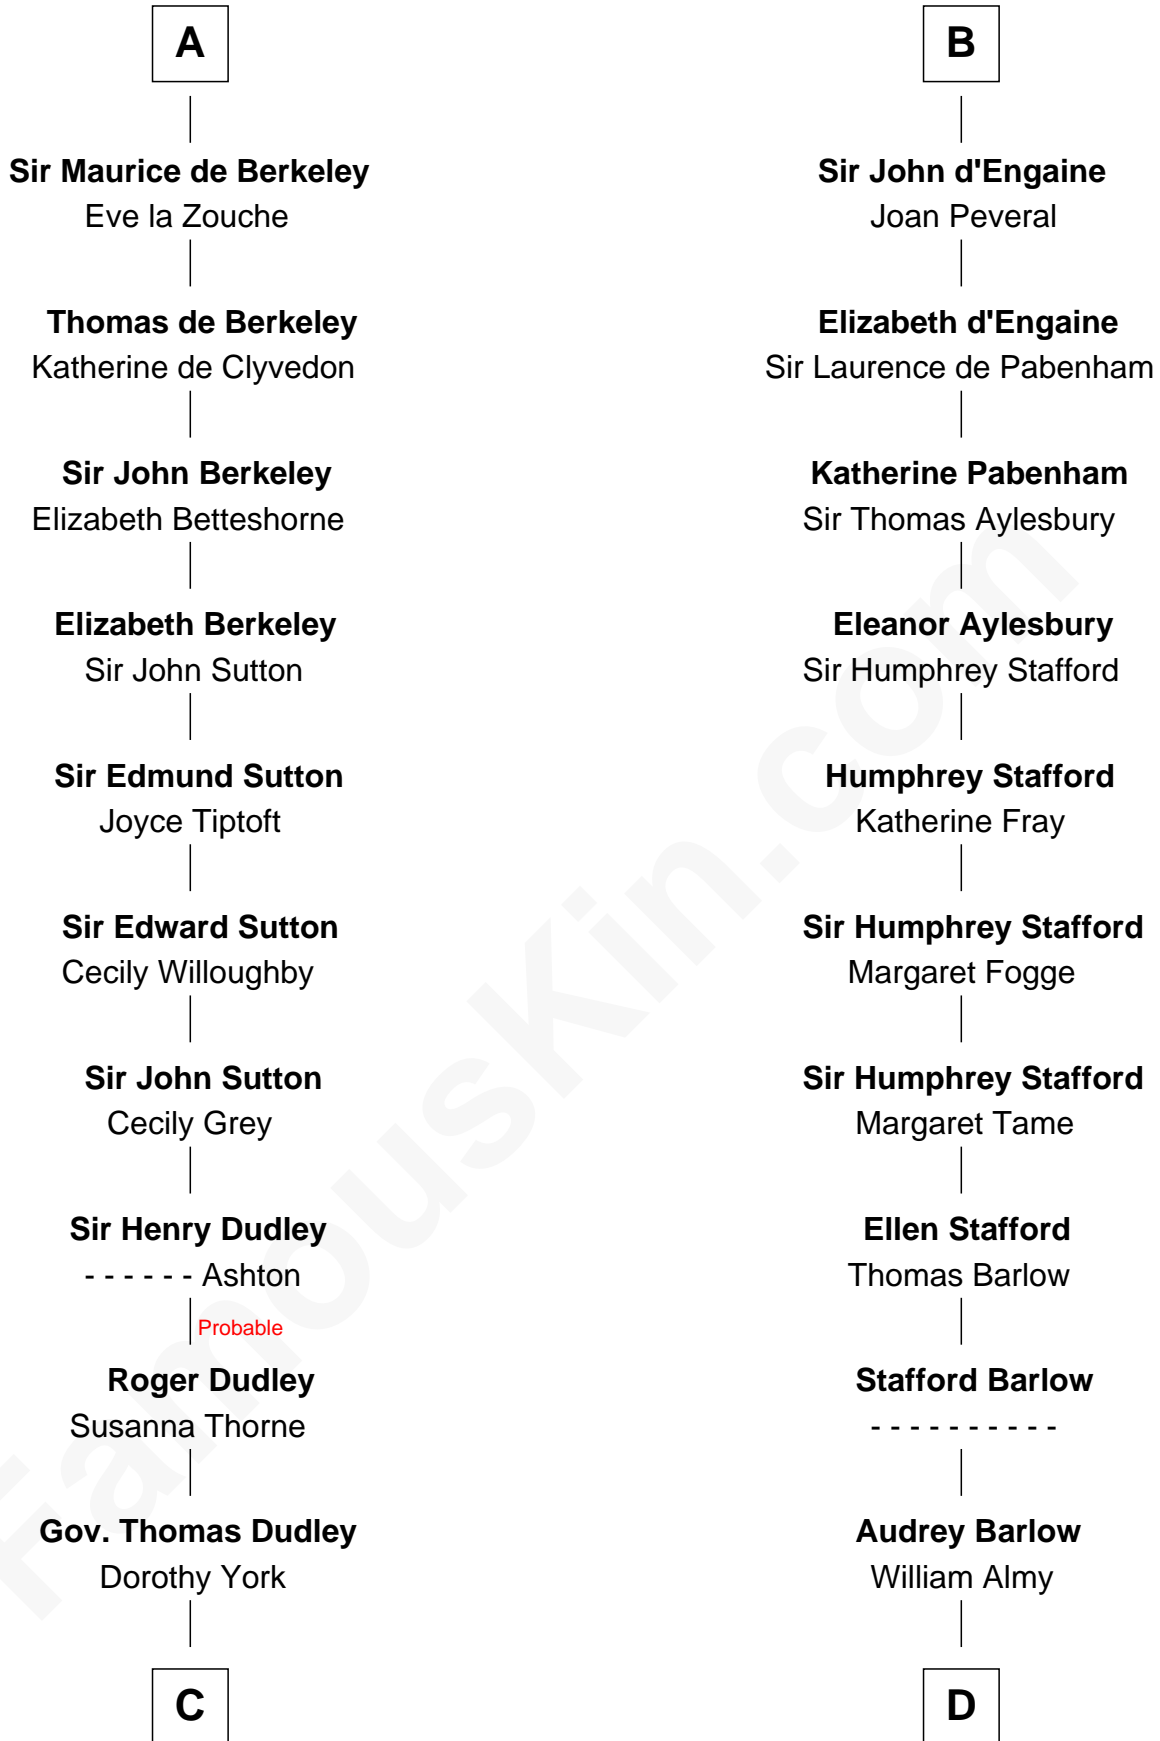 A
Sir Maurice de Berkeley
Eve la Zouche
Thomas de Berkeley
Katherine de Clyvedon
Sir John Berkeley
Elizabeth Betteshorne
Elizabeth Berkeley
Sir John Sutton
Sir Edmund Sutton
Joyce Tiptoft
Sir Edward Sutton
Cecily Willoughby
Sir John Sutton
Cecily Grey
Sir Henry Dudley
- - - - - - Ashton
Probable
Roger Dudley
Susanna Thorne
Gov. Thomas Dudley
Dorothy York
C
B
Sir John d'Engaine
Joan Peveral
Elizabeth d'Engaine
Sir Laurence de Pabenham
Katherine Pabenham
Sir Thomas Aylesbury
Eleanor Aylesbury
Sir Humphrey Stafford
Humphrey Stafford
Katherine Fray
Sir Humphrey Stafford
Margaret Fogge
Sir Humphrey Stafford
Margaret Tame
Ellen Stafford
Thomas Barlow
Stafford Barlow
- - - - - - - - - -
Audrey Barlow
William Almy
D
FamousKin.com